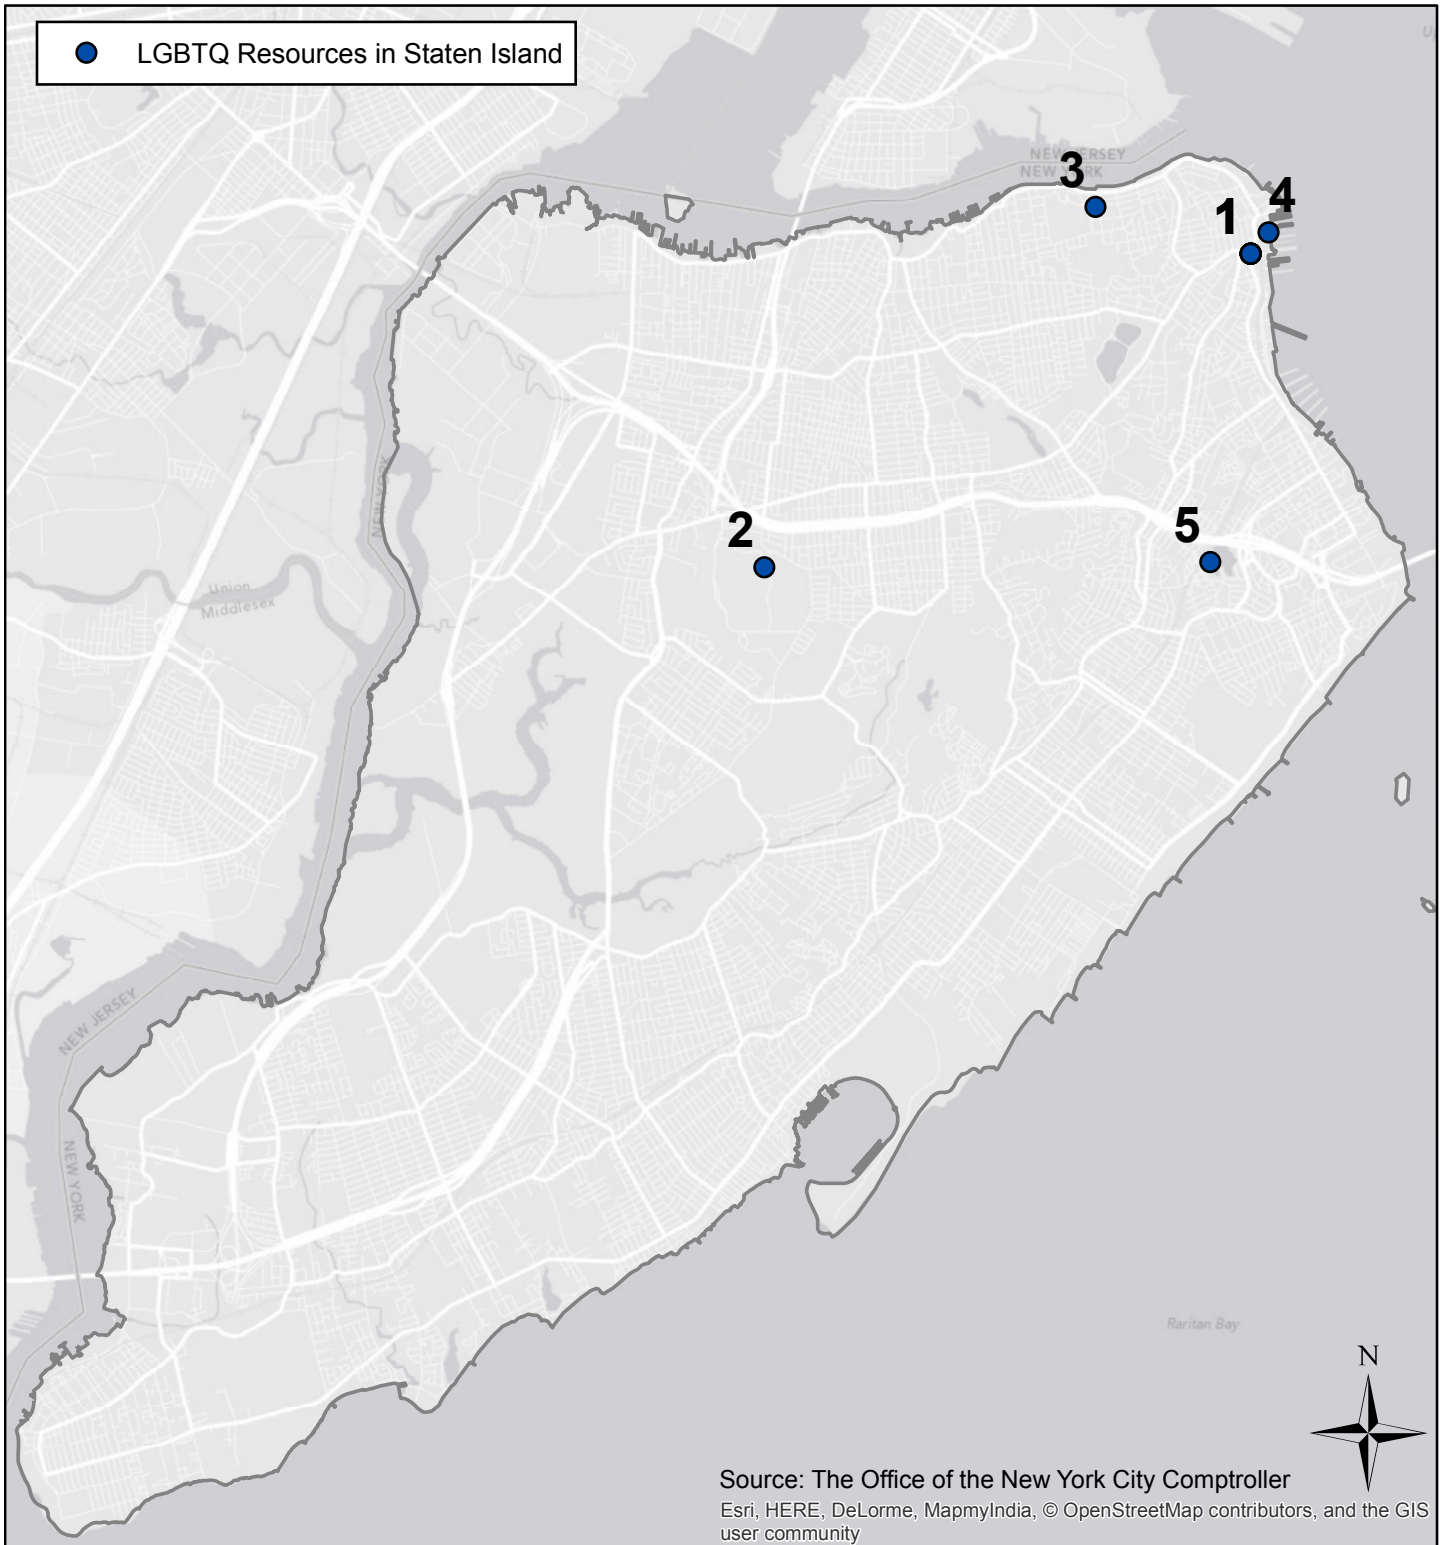 LGBTQ Resources in Staten Island
NEW JERSEY
NEW YORK
3
4
1
NEW YORK
2
5
Union
Middlesex
NEW JERSEY
NEW YORK
Raritan Bay
N
Source: The Office of the New York City Comptroller
Esri, HERE, DeLorme, MapmyIndia, © OpenStreetMap contributors, and the GIS
user community